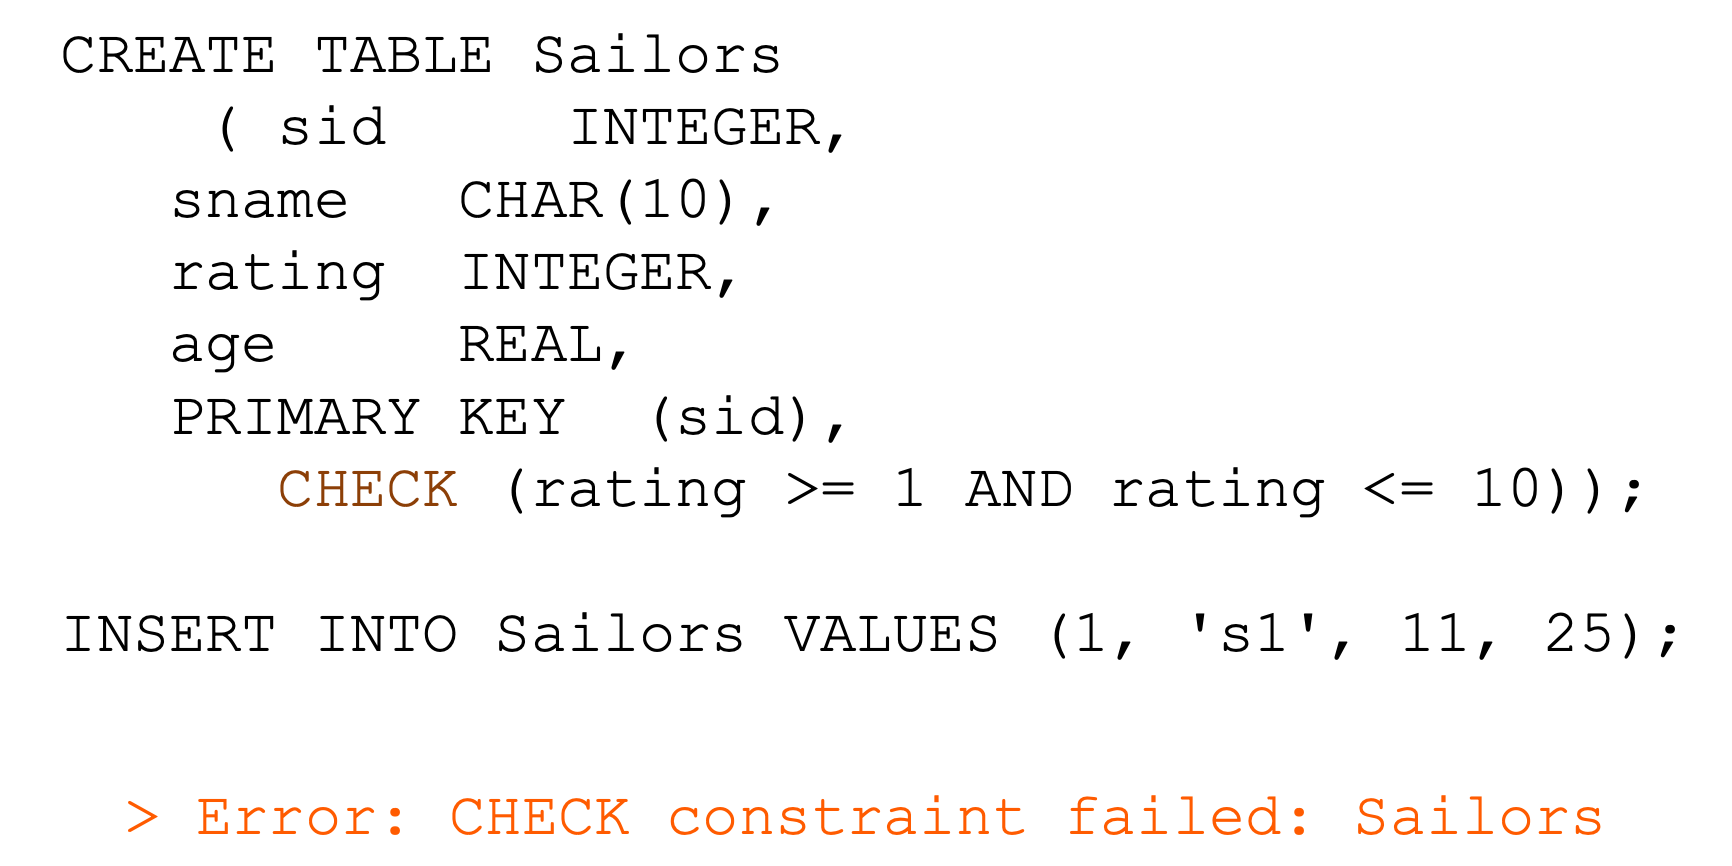 CREATE TABLE Sailors
( sid INTEGER,
sname CHAR(10),
rating INTEGER,
age REAL,
PRIMARY KEY (sid),
CHECK (rating >= 1 AND rating <= 10));
INSERT INTO Sailors VALUES (1, 's1', 11, 25);
> Error: CHECK constraint failed: Sailors